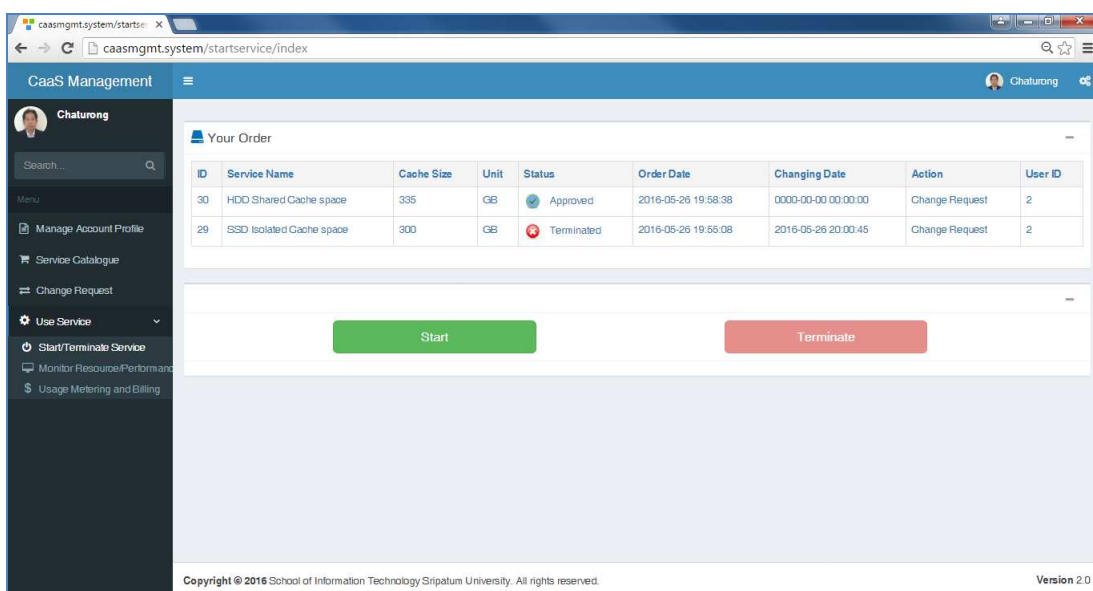 caasmgmt.system/startse
caasmgmt.system/startservice/index
CaaS Management
Chaturong
Chaturong
Search...
Menu
Manage Account Profile
Service Catalogue
Change Request
Use Service
Start/Terminate Service
Monitor Resource/Performanc
Usage Metering and Billing
Your Order
ID Service Name Cache Size Unit Status Order Date Changing Date Action User ID
30 HDD Shared Cache space 335 GB Approved 2016-05-26 19:58:38 0000-00-00 00:00:00 Change Request 2
29 SSD Isolated Cache space 300 GB Terminated 2016-05-26 19:55:08 2016-05-26 20:00:45 Change Request 2
Start Terminate
Copyright © 2016 School of Information Technology Sripatum University. All rights reserved. Version 2.0